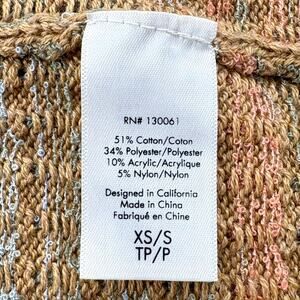 RN# 130061
51% Cotton/Coton
34% Polyester/Polyester
10% Acrylic/Acrylique
5% Nylon/Nylon
Designed in California
Made in China
Fabriqué en Chine
XS/S
TP/P